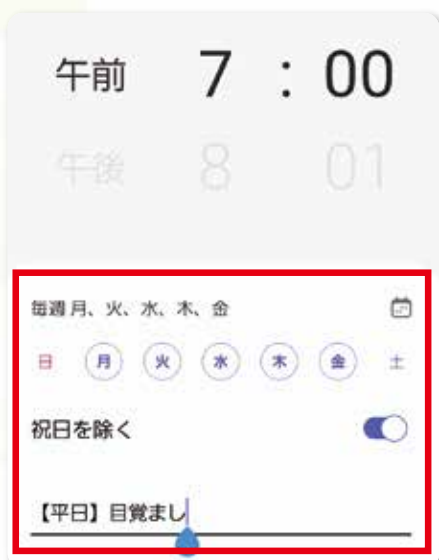 午前 7 : 00
午後 8 01
毎週 月、火、水、木、金
日 月 火 水 木 金 土
祝日を除く
【平日】目覚まし